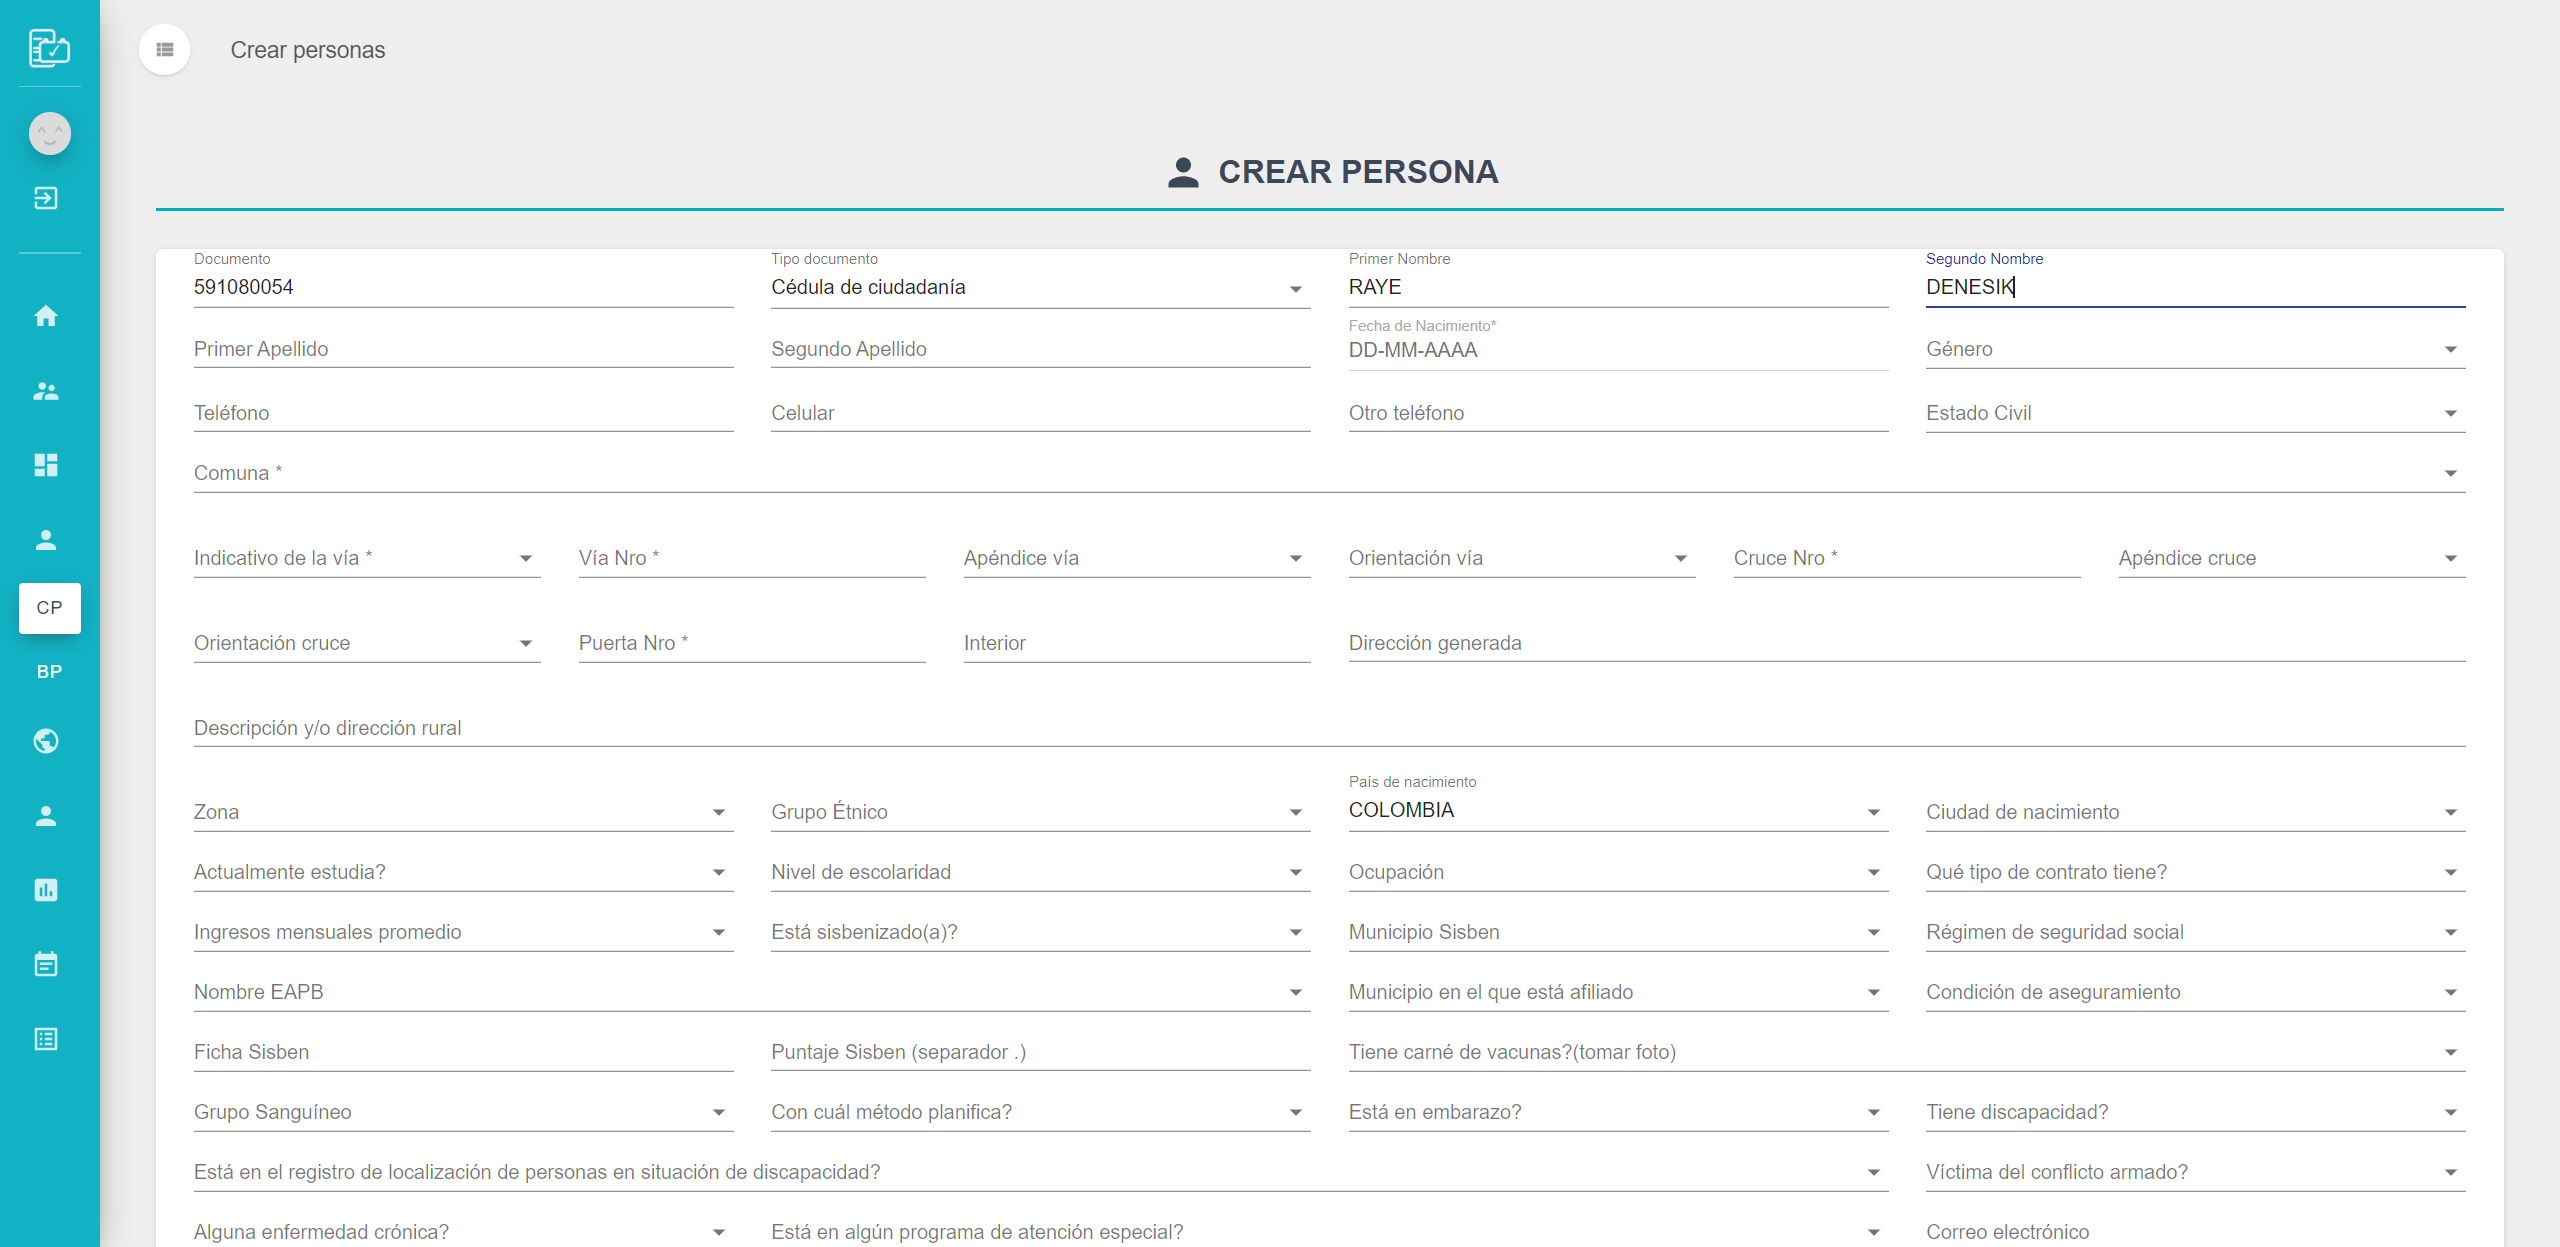 Crear personas
CREAR PERSONA
Documento Tipo documento Primer Nombre Segundo Nombre
591080054 Cédula de ciudadanía RAYE DENESIK
Fecha de Nacimiento*
Primer Apellido Segundo Apellido DD-MM-AAAA Género
Teléfono Celular Otro teléfono Estado Civil
Comuna *
Indicativo de la vía * Vía Nro * Apéndice vía Orientación vía Cruce Nro * Apéndice cruce
CP
Orientación cruce Puerta Nro * Interior Dirección generada
BP
Descripción y/o dirección rural
País de nacimiento
Zona Grupo Étnico COLOMBIA Ciudad de nacimiento
Actualmente estudia? Nivel de escolaridad Ocupación Qué tipo de contrato tiene?
Ingresos mensuales promedio Está sisbenizado(a)? Municipio Sisben Régimen de seguridad social
Nombre EAPB Municipio en el que está afiliado Condición de aseguramiento
Ficha Sisben Puntaje Sisben (separador .) Tiene carné de vacunas?(tomar foto)
Grupo Sanguíneo Con cuál método planifica? Está en embarazo? Tiene discapacidad?
Está en el registro de localización de personas en situación de discapacidad? Víctima del conflicto armado?
Alguna enfermedad crónica? Está en algún programa de atención especial? Correo electrónico